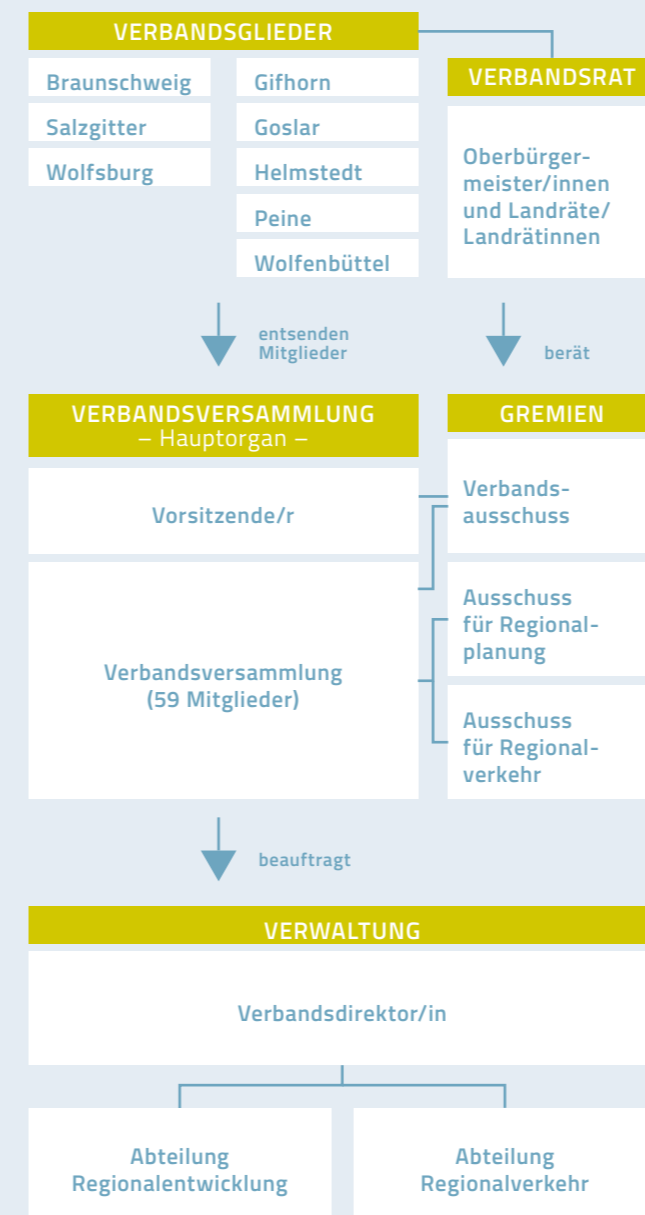 VERBANDSGLIEDER
Braunschweig
Salzgitter
Wolfsburg
Gifhorn
Goslar
Helmstedt
Peine
Wolfenbüttel
VERBANDSRAT
Oberbürger-
meister/innen
und Landräte/
Landrätinnen
entsenden
Mitglieder
berät
VERBANDSVERSAMMLUNG
– Hauptorgan –
Vorsitzende/r
Verbandsversammlung
(59 Mitglieder)
GREMIEN
Verbands-
ausschuss
Ausschuss
für Regional-
planung
Ausschuss
für Regional-
verkehr
beauftragt
VERWALTUNG
Verbandsdirektor/in
Abteilung
Regionalentwicklung
Abteilung
Regionalverkehr